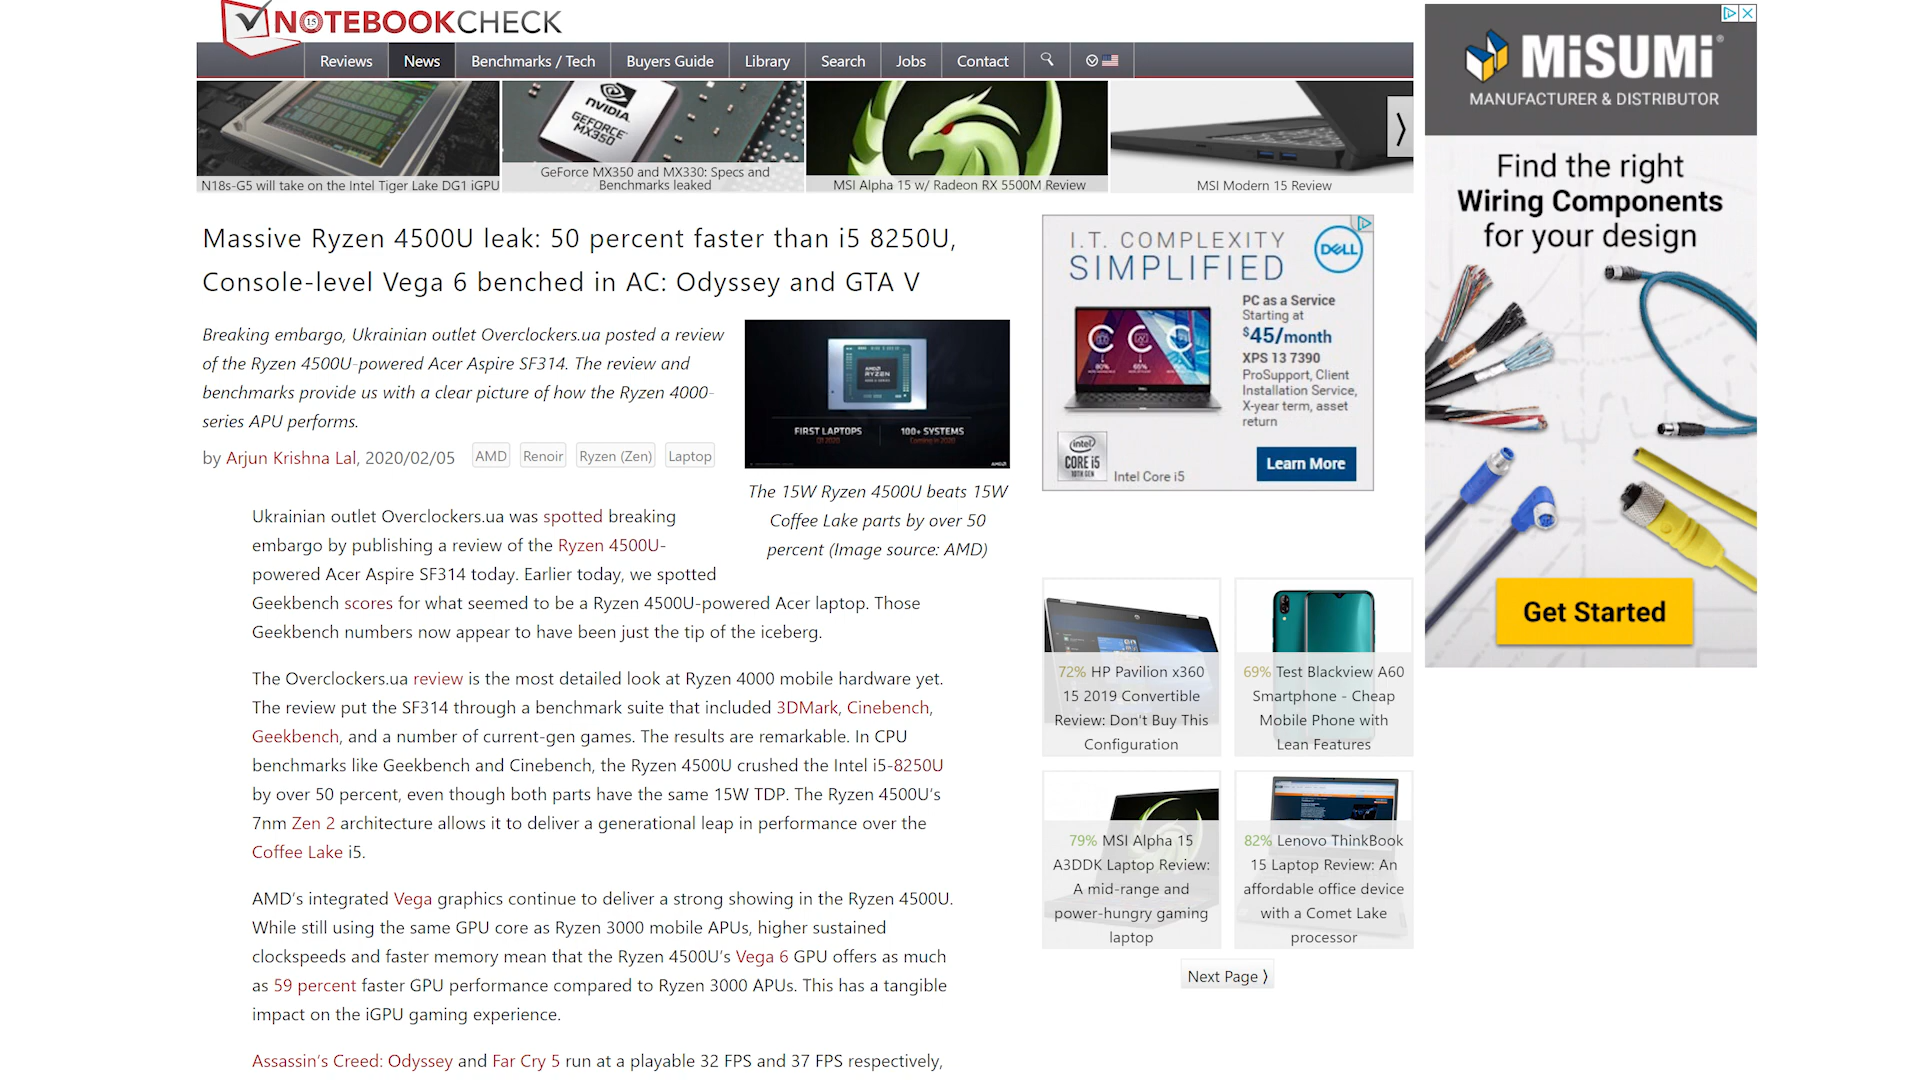 NOTEBOOKCHECK
15
Reviews
News
Benchmarks / Tech
Buyers Guide
Library
Search
Jobs
Contact
N18s-G5 will take on the Intel Tiger Lake DG1 iGPU
NVIDIA
GEFORCE
MX350
GeForce MX350 and MX330: Specs and
Benchmarks leaked
MSI Alpha 15 w/ Radeon RX 5500M Review
MSI Modern 15 Review
Massive Ryzen 4500U leak: 50 percent faster than i5 8250U,
Console-level Vega 6 benched in AC: Odyssey and GTA V
Breaking embargo, Ukrainian outlet Overclockers.ua posted a review
of the Ryzen 4500U-powered Acer Aspire SF314. The review and
benchmarks provide us with a clear picture of how the Ryzen 4000-
series APU performs.
by Arjun Krishna Lal, 2020/02/05
AMD
Renoir
Ryzen (Zen)
Laptop
RYZEN
FIRST LAPTOPS
Q1 2020
100+ SYSTEMS
Coming in 2020
AMD
The 15W Ryzen 4500U beats 15W
Coffee Lake parts by over 50
percent (Image source: AMD)
Ukrainian outlet Overclockers.ua was spotted breaking
embargo by publishing a review of the Ryzen 4500U-
powered Acer Aspire SF314 today. Earlier today, we spotted
Geekbench scores for what seemed to be a Ryzen 4500U-powered Acer laptop. Those
Geekbench numbers now appear to have been just the tip of the iceberg.
The Overclockers.ua review is the most detailed look at Ryzen 4000 mobile hardware yet.
The review put the SF314 through a benchmark suite that included 3DMark, Cinebench,
Geekbench, and a number of current-gen games. The results are remarkable. In CPU
benchmarks like Geekbench and Cinebench, the Ryzen 4500U crushed the Intel i5-8250U
by over 50 percent, even though both parts have the same 15W TDP. The Ryzen 4500U’s
7nm Zen 2 architecture allows it to deliver a generational leap in performance over the
Coffee Lake i5.
AMD’s integrated Vega graphics continue to deliver a strong showing in the Ryzen 4500U.
While still using the same GPU core as Ryzen 3000 mobile APUs, higher sustained
clockspeeds and faster memory mean that the Ryzen 4500U’s Vega 6 GPU offers as much
as 59 percent faster GPU performance compared to Ryzen 3000 APUs. This has a tangible
impact on the iGPU gaming experience.
Assassin’s Creed: Odyssey and Far Cry 5 run at a playable 32 FPS and 37 FPS respectively,
I.T. COMPLEXITY
SIMPLIFIED
DELL
PC as a Service
Starting at
$45/month
XPS 13 7390
ProSupport, Client
Installation Service,
X-year term, asset
return
intel
CORE i5
10TH GEN
Intel Core i5
Learn More
72% HP Pavilion x360
15 2019 Convertible
Review: Don't Buy This
Configuration
69% Test Blackview A60
Smartphone - Cheap
Mobile Phone with
Lean Features
79% MSI Alpha 15
A3DDK Laptop Review:
A mid-range and
power-hungry gaming
laptop
82% Lenovo ThinkBook
15 Laptop Review: An
affordable office device
with a Comet Lake
processor
Next Page ⟩
MiSUMi®
MANUFACTURER & DISTRIBUTOR
Find the right
Wiring Components
for your design
Get Started